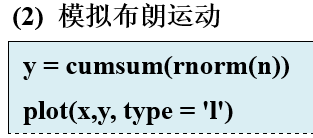 (2) 模拟布朗运动
y = cumsum(rnorm(n))
plot(x,y, type = 'l')